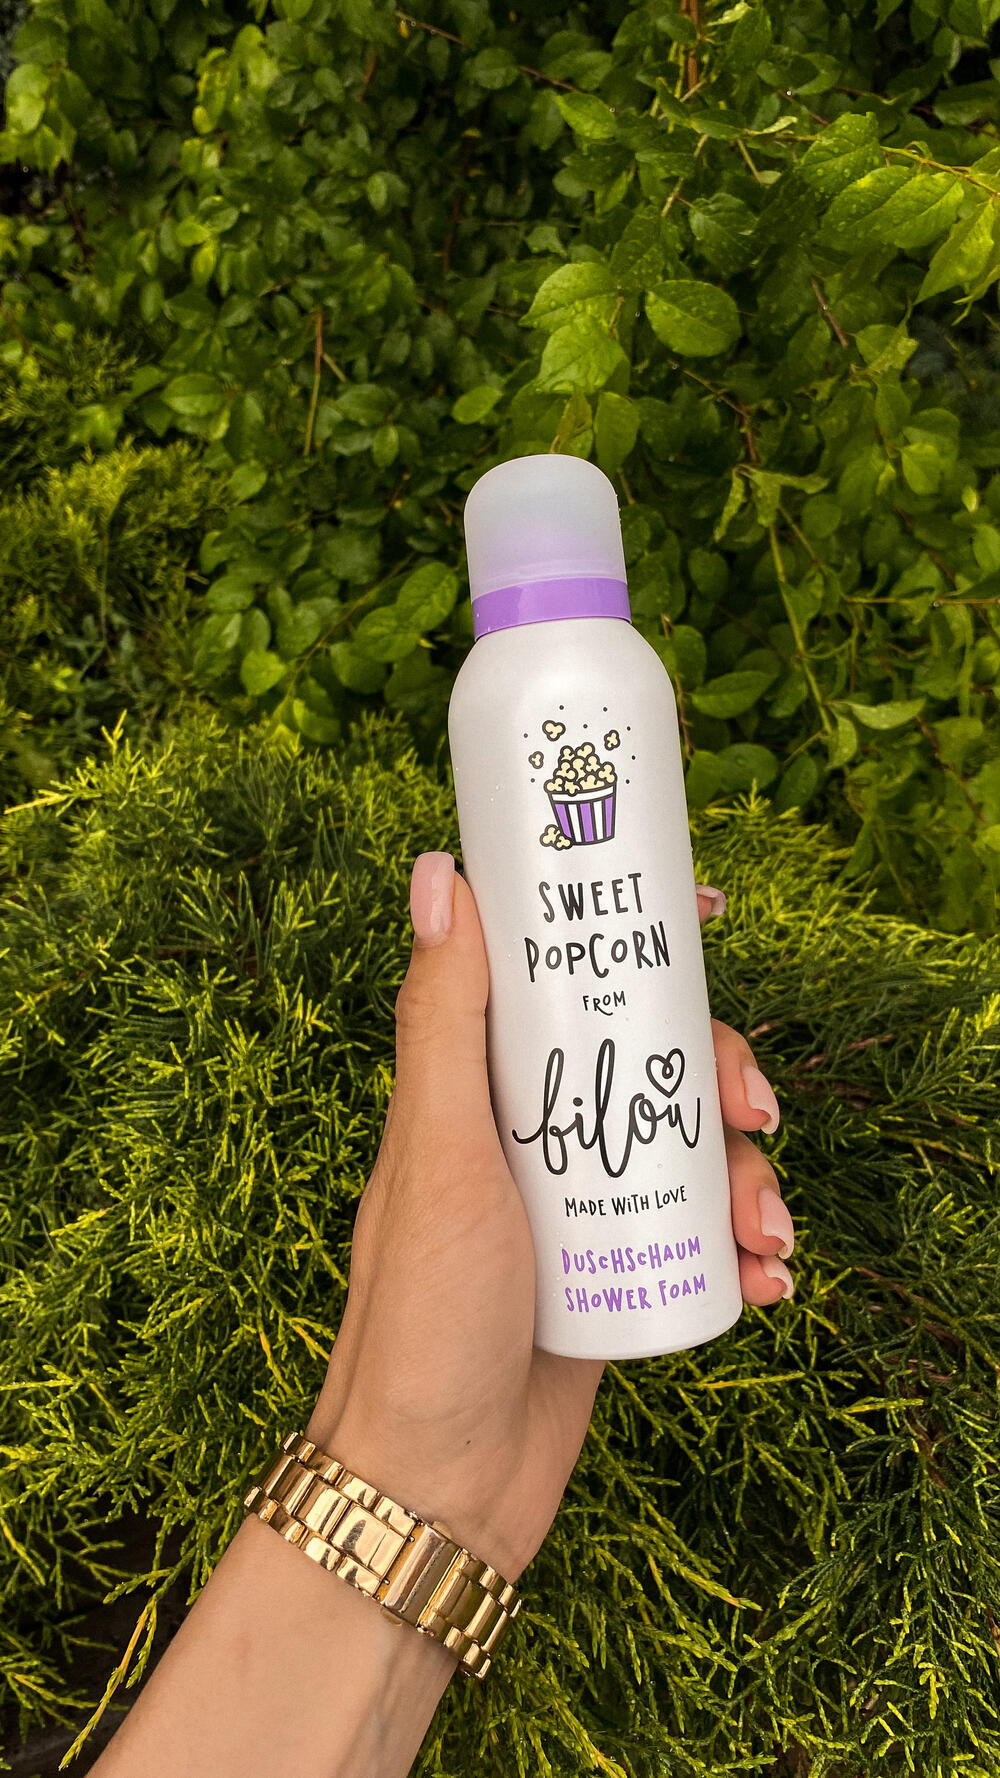 SWEET
POPCORN
FROM
bilou
MADE WITH LOVE
DUSCHSCHAUM
SHOWER FOAM